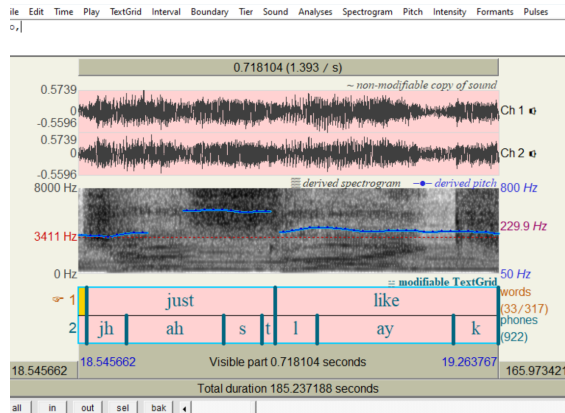 ile Edit Time Play TextGrid Interval Boundary Tier Sound Analyses Spectrogram Pitch Intensity Formants Pulses
o,
0.718104 (1.393 / s)
~ non-modifiable copy of sound
0.5739
0
-0.5596
Ch 1
0.5739
0
-0.5596
Ch 2
8000 Hz
derived spectrogram
derived pitch
800 Hz
3411 Hz
229.9 Hz
0 Hz
50 Hz
modifiable TextGrid
1 just like words
(33/317)
2 jh ah s t l ay k phones
(922)
18.545662 Visible part 0.718104 seconds 19.263767
18.545662 165.973421
Total duration 185.237188 seconds
all in out sel bak